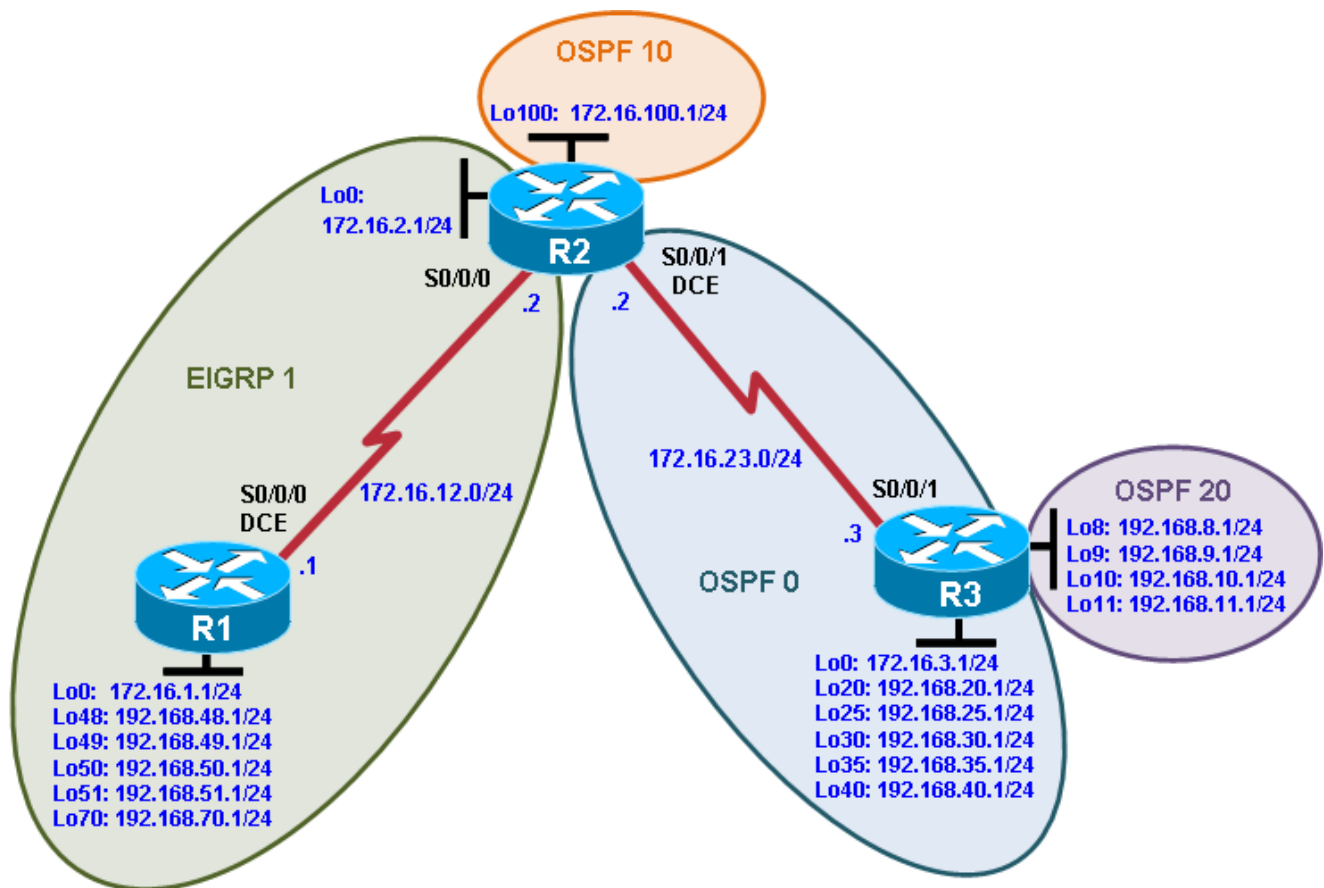 OSPF 10
Lo100: 172.16.100.1/24
Lo0:
172.16.2.1/24
R2
S0/0/0
S0/0/1
DCE
.2
.2
EIGRP 1
172.16.23.0/24
S0/0/0
DCE
172.16.12.0/24
.1
R1
S0/0/1
.3
OSPF 0
R3
OSPF 20
Lo8: 192.168.8.1/24
Lo9: 192.168.9.1/24
Lo10: 192.168.10.1/24
Lo11: 192.168.11.1/24
Lo0: 172.16.1.1/24
Lo48: 192.168.48.1/24
Lo49: 192.168.49.1/24
Lo50: 192.168.50.1/24
Lo51: 192.168.51.1/24
Lo70: 192.168.70.1/24
Lo0: 172.16.3.1/24
Lo20: 192.168.20.1/24
Lo25: 192.168.25.1/24
Lo30: 192.168.30.1/24
Lo35: 192.168.35.1/24
Lo40: 192.168.40.1/24